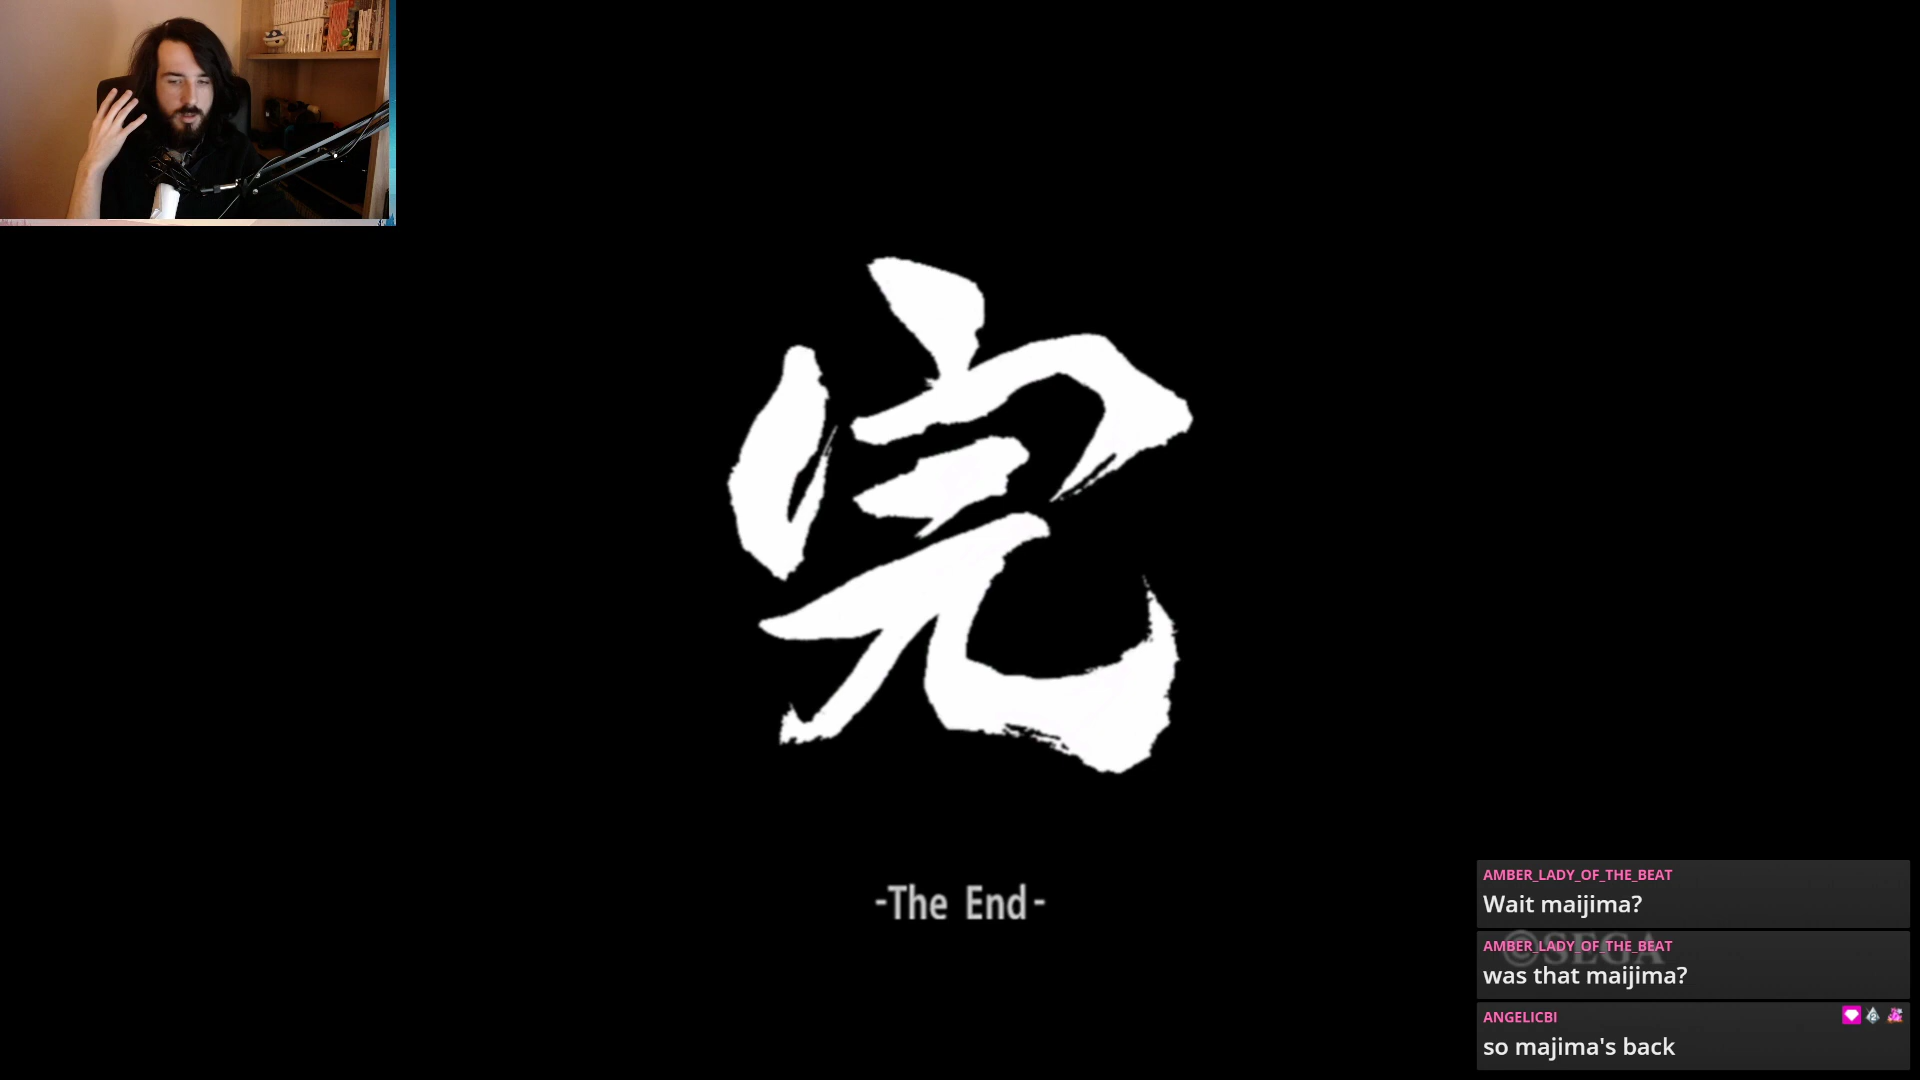 完
-The End-
AMBER_LADY_OF_THE_BEAT
Wait maijima?
AMBER_LADY_OF_THE_BEAT
©SEGA
was that maijima?
ANGELICBI
so majima's back